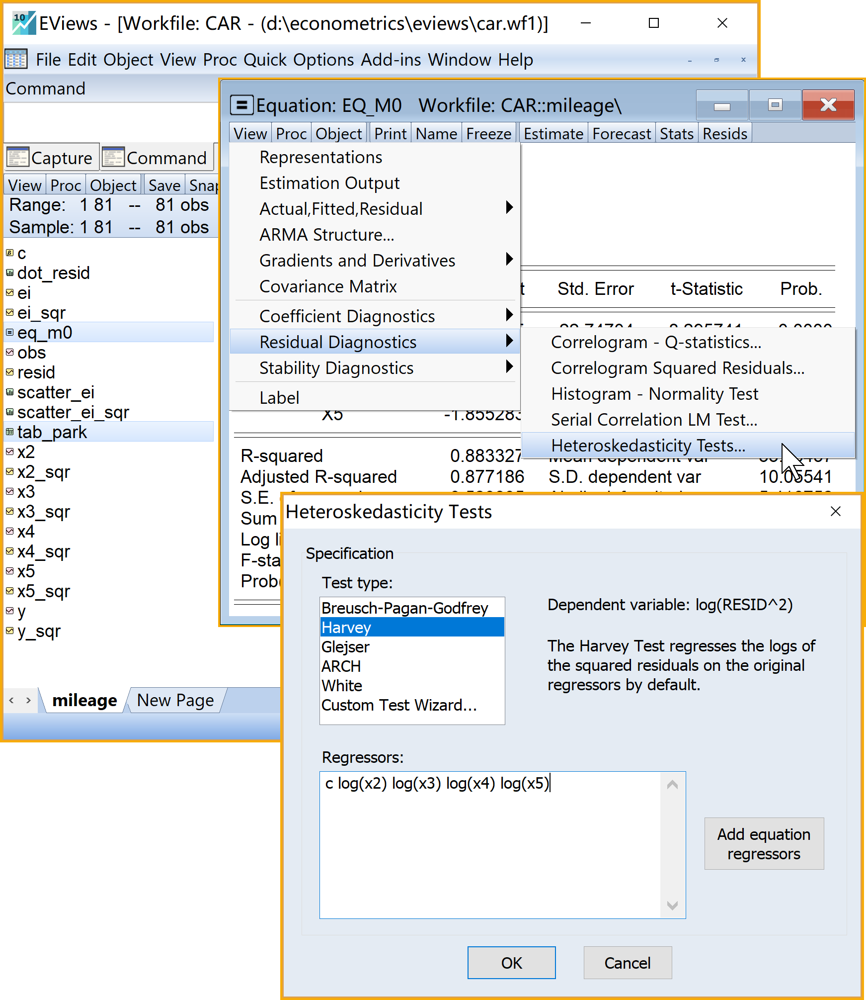 10
EViews - [Workfile: CAR - (d:\econometrics\eviews\car.wf1)]
File Edit Object View Proc Quick Options Add-ins Window Help
Command
Capture Command
View Proc Object Save Snap
Range: 1 81 -- 81 obs
Sample: 1 81 -- 81 obs
c
dot_resid
ei
ei_sqr
eq_m0
obs
resid
scatter_ei
scatter_ei_sqr
tab_park
x2
x2_sqr
x3
x3_sqr
x4
x4_sqr
x5
x5_sqr
y
y_sqr
mileage New Page
Equation: EQ_M0 Workfile: CAR::mileage\
View Proc Object Print Name Freeze Estimate Forecast Stats Resids
Representations
Estimation Output
Actual,Fitted,Residual
ARMA Structure...
Gradients and Derivatives
Covariance Matrix
Coefficient Diagnostics
Residual Diagnostics
Stability Diagnostics
Label
t Std. Error t-Statistic Prob.
Correlogram - Q-statistics...
Correlogram Squared Residuals...
Histogram - Normality Test
Serial Correlation LM Test...
Heteroskedasticity Tests...
X5 -1.855283
R-squared 0.883327 Mean dependent var
Adjusted R-squared 0.877186 S.D. dependent var 10.05541
S.E.
Sum
Log
F-sta
Prob(
Heteroskedasticity Tests
Specification
Test type:
Breusch-Pagan-Godfrey
Harvey
Glejser
ARCH
White
Custom Test Wizard...
Dependent variable: log(RESID^2)
The Harvey Test regresses the logs of
the squared residuals on the original
regressors by default.
Regressors:
c log(x2) log(x3) log(x4) log(x5)
Add equation
regressors
OK Cancel